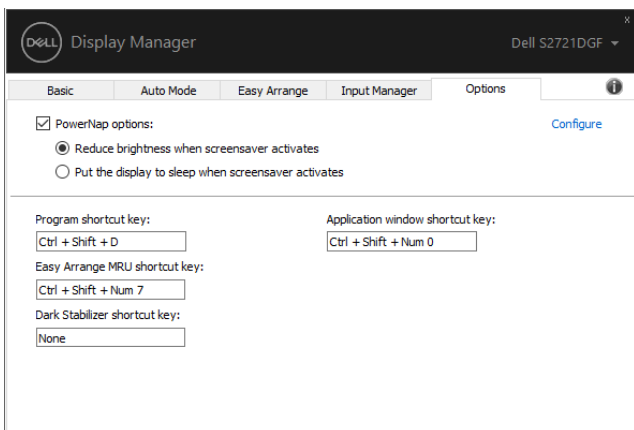 x
DELL Display Manager Dell S2721DGF
Basic Auto Mode Easy Arrange Input Manager Options i
PowerNap options: Configure
Reduce brightness when screensaver activates
Put the display to sleep when screensaver activates
Program shortcut key: Application window shortcut key:
Ctrl + Shift + D Ctrl + Shift + Num 0
Easy Arrange MRU shortcut key:
Ctrl + Shift + Num 7
Dark Stabilizer shortcut key:
None